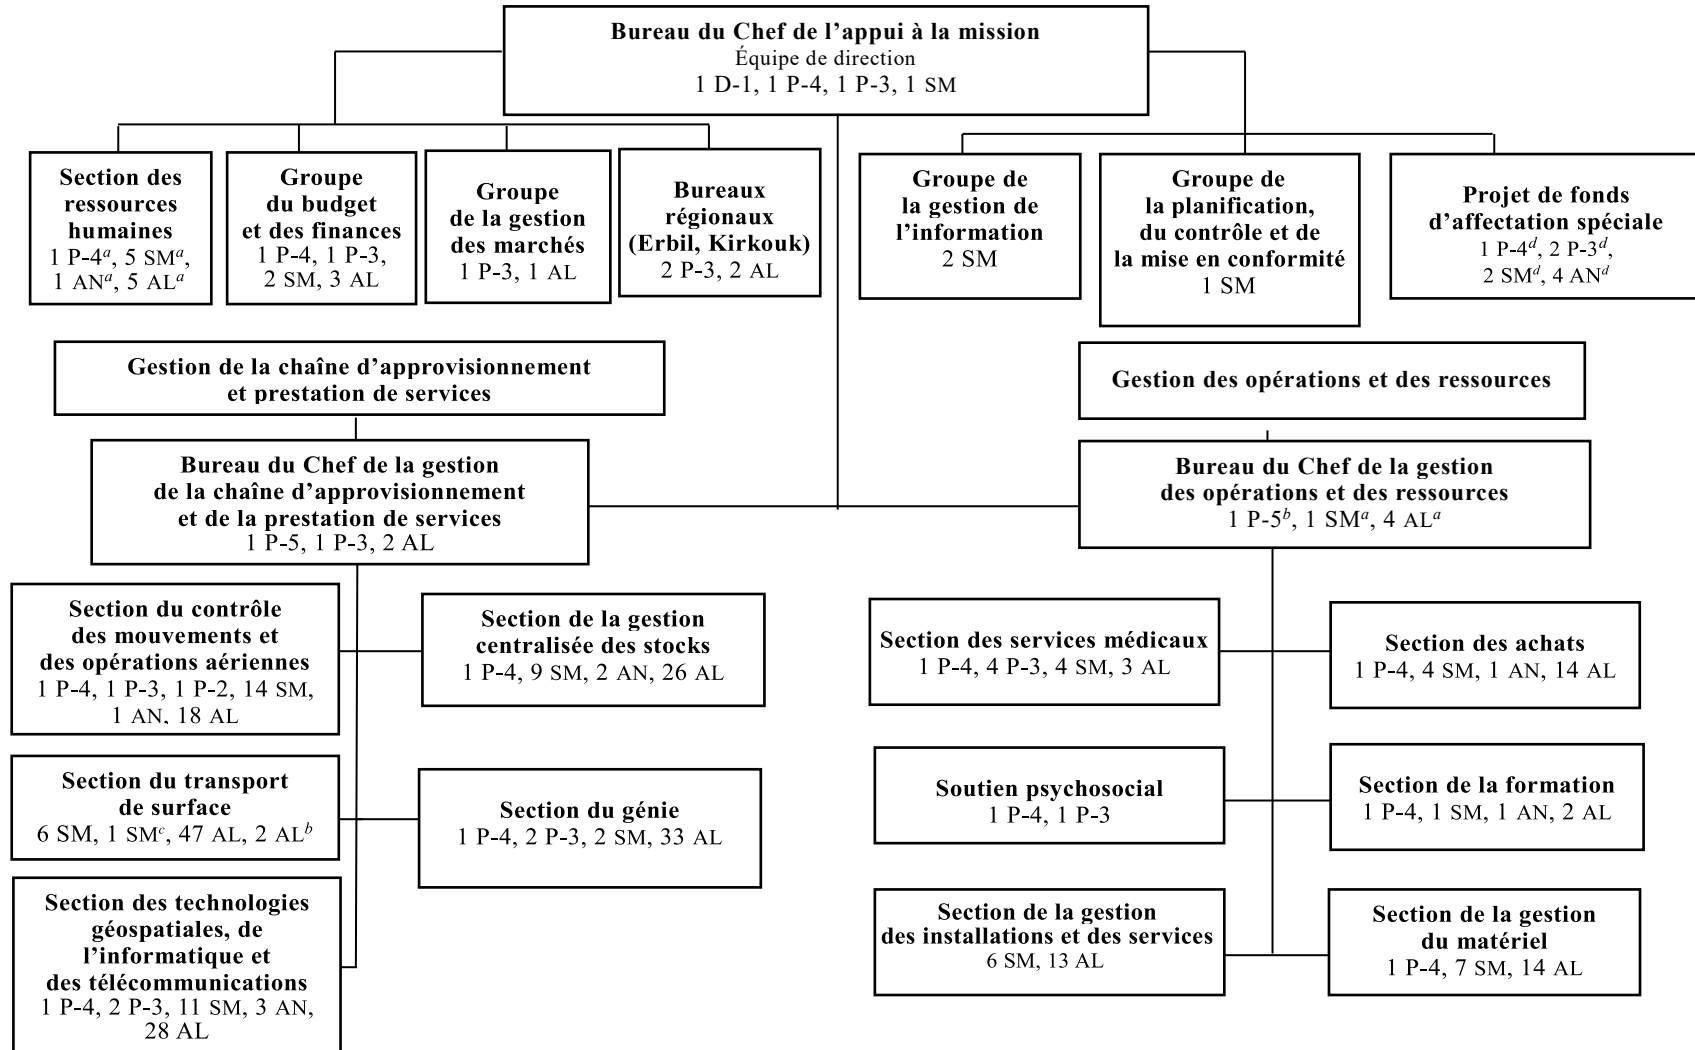 Bureau du Chef de l’appui à la mission
Équipe de direction
1 D-1, 1 P-4, 1 P-3, 1 SM
Section des
ressources
humaines
1 P-4ᵃ, 5 SMᵃ,
1 ANᵃ, 5 ALᵃ
Groupe
du budget
et des finances
1 P-4, 1 P-3,
2 SM, 3 AL
Groupe
de la gestion
des marchés
1 P-3, 1 AL
Bureaux
régionaux
(Erbil, Kirkouk)
2 P-3, 2 AL
Groupe de
la gestion de
l’information
2 SM
Groupe de
la planification,
du contrôle et de
la mise en conformité
1 SM
Projet de fonds
d’affectation spéciale
1 P-4ᵈ, 2 P-3ᵈ,
2 SMᵈ, 4 ANᵈ
Gestion de la chaîne d’approvisionnement
et prestation de services
Gestion des opérations et des ressources
Bureau du Chef de la gestion
de la chaîne d’approvisionnement
et de la prestation de services
1 P-5, 1 P-3, 2 AL
Bureau du Chef de la gestion
des opérations et des ressources
1 P-5ᵇ, 1 SMᵃ, 4 ALᵃ
Section du contrôle
des mouvements et
des opérations aériennes
1 P-4, 1 P-3, 1 P-2, 14 SM,
1 AN, 18 AL
Section de la gestion
centralisée des stocks
1 P-4, 9 SM, 2 AN, 26 AL
Section des services médicaux
1 P-4, 4 P-3, 4 SM, 3 AL
Section des achats
1 P-4, 4 SM, 1 AN, 14 AL
Section du transport
de surface
6 SM, 1 SMᶜ, 47 AL, 2 ALᵇ
Section du génie
1 P-4, 2 P-3, 2 SM, 33 AL
Soutien psychosocial
1 P-4, 1 P-3
Section de la formation
1 P-4, 1 SM, 1 AN, 2 AL
Section des technologies
géospatiales, de
l’informatique et
des télécommunications
1 P-4, 2 P-3, 11 SM, 3 AN,
28 AL
Section de la gestion
des installations et des services
6 SM, 13 AL
Section de la gestion
du matériel
1 P-4, 7 SM, 14 AL